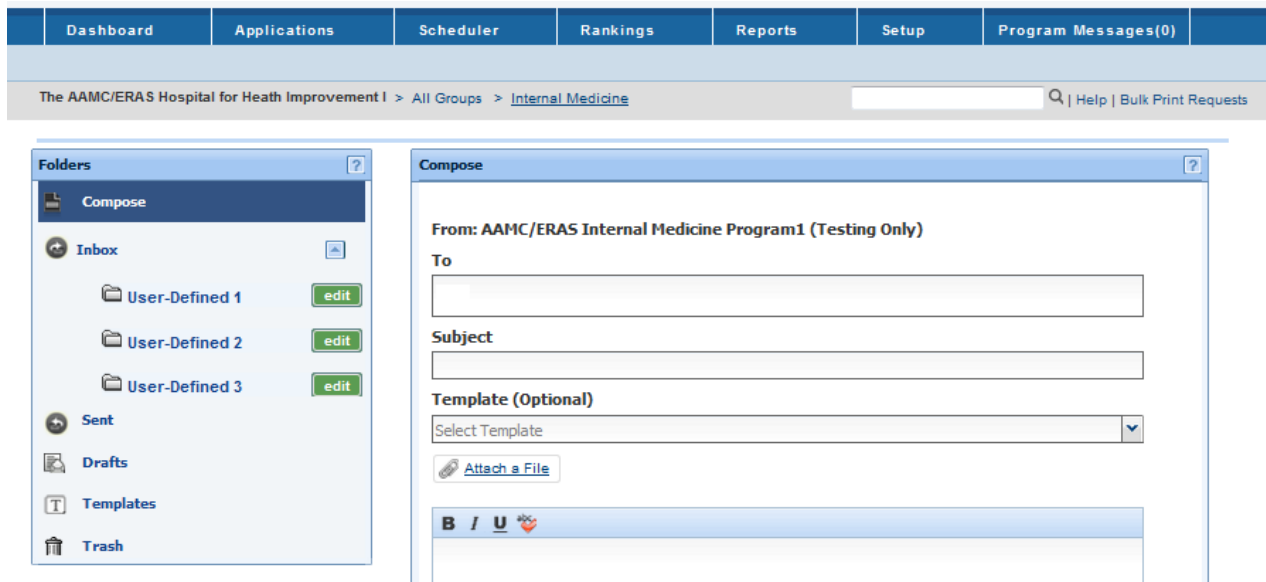 Dashboard Applications Scheduler Rankings Reports Setup Program Messages(0)
The AAMC/ERAS Hospital for Heath Improvement I > All Groups > Internal Medicine | Help | Bulk Print Requests
Folders ?
Compose
Inbox
User-Defined 1 edit
User-Defined 2 edit
User-Defined 3 edit
Sent
Drafts
T Templates
Trash
Compose ?
From: AAMC/ERAS Internal Medicine Program1 (Testing Only)
To
Subject
Template (Optional)
Select Template
Attach a File
B I U abc